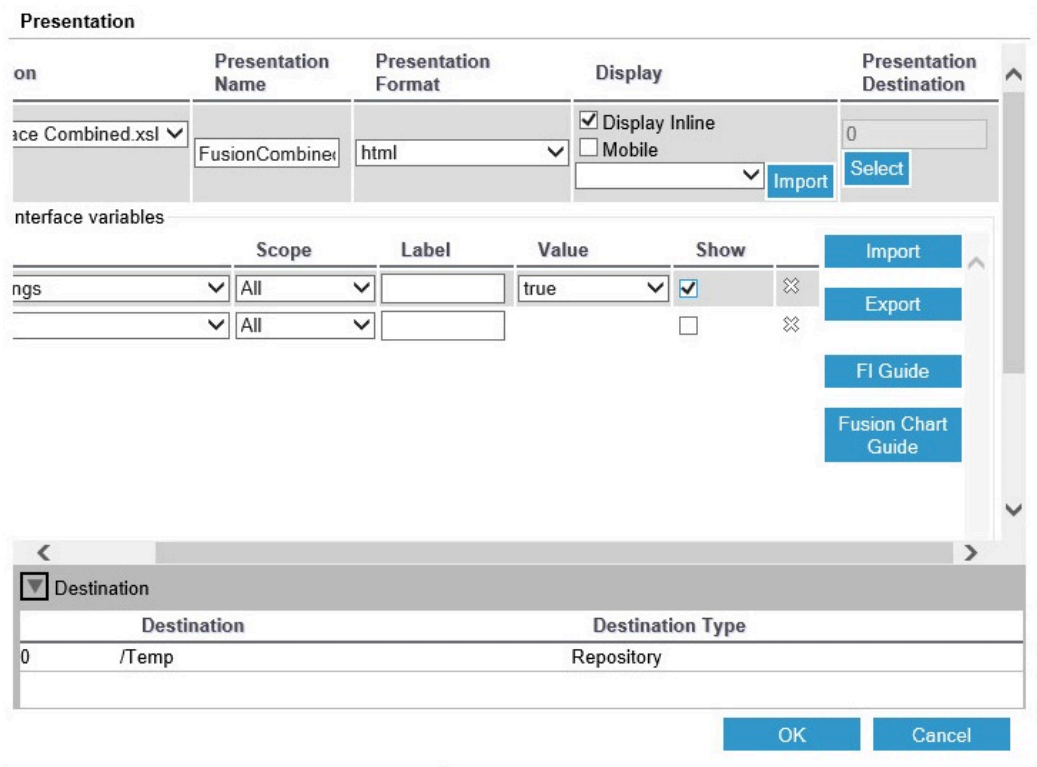 Presentation
on
Presentation Name
Presentation Format
Display
Presentation Destination
ace Combined.xsl
FusionCombined
html
Display Inline
Mobile
Import
0
Select
nterface variables
Scope Label Value Show
Import
ngs All true
Export
All
FI Guide
Fusion Chart
Guide
Destination
Destination Destination Type
0 /Temp Repository
OK Cancel